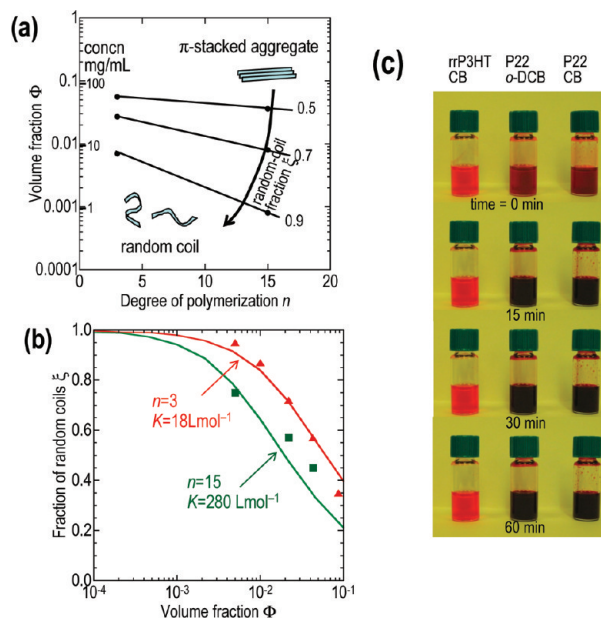 (a)
concn
mg/mL
π-stacked aggregate
100
10
1
0.1
0.1
0.01
0.001
0.0001
Volume fraction Φ
0.5
0.7
0.9
random-coil
fraction ξ
random coil
0 5 10 15 20
Degree of polymerization n
(b)
1.0
0.8
0.6
0.4
0.2
0.0
Fraction of random coils ξ
n=3
K=18Lmol⁻¹
n=15
K=280 Lmol⁻¹
10⁻⁴ 10⁻³ 10⁻² 10⁻¹
Volume fraction Φ
(c)
rrP3HT P22 P22
CB o-DCB CB
time = 0 min
15 min
30 min
60 min